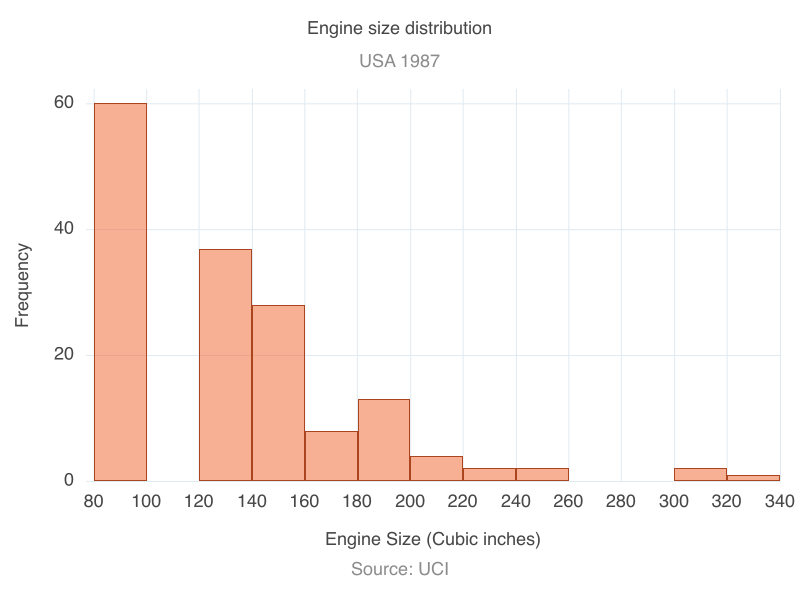 Engine size distribution
USA 1987
Frequency
60
40
20
0
80 100 120 140 160 180 200 220 240 260 280 300 320 340
Engine Size (Cubic inches)
Source: UCI